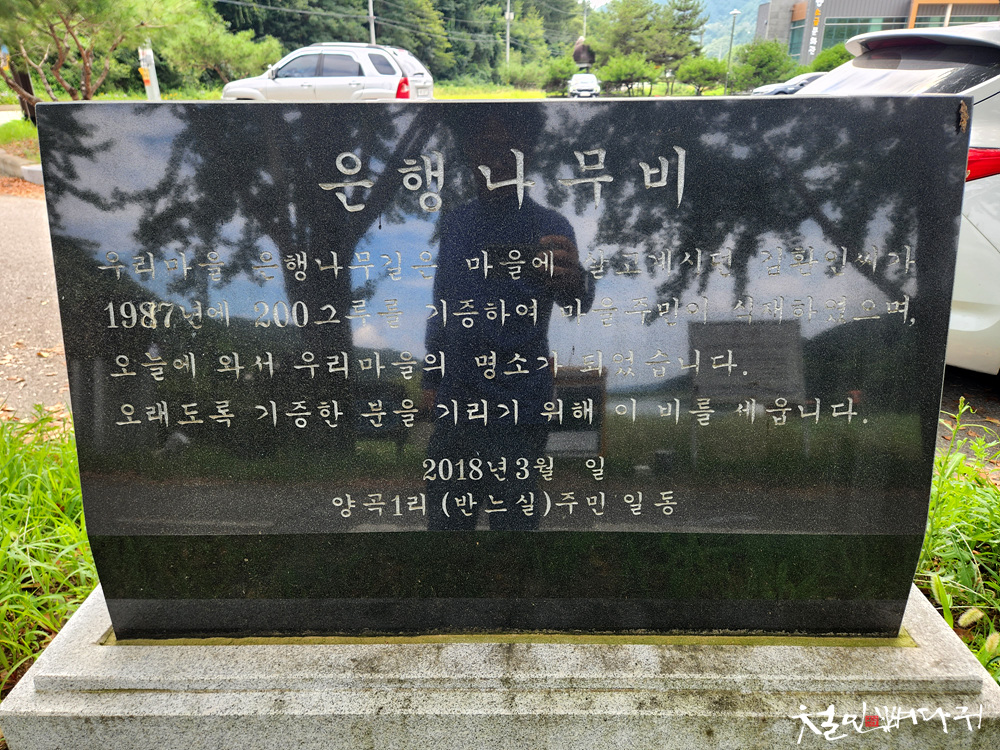 은행나무비
우리마을 은행나무길은 마을에 살고계시던 김환일씨가
1987년에 200그루를 기증하여 마을주민이 식재하였으며,
오늘에 와서 우리마을의 명소가 되었습니다.
오래도록 기증한 분을 기리기 위해 이 비를 세웁니다.
2018년 3월 일
양곡1리 (반느실)주민 일동